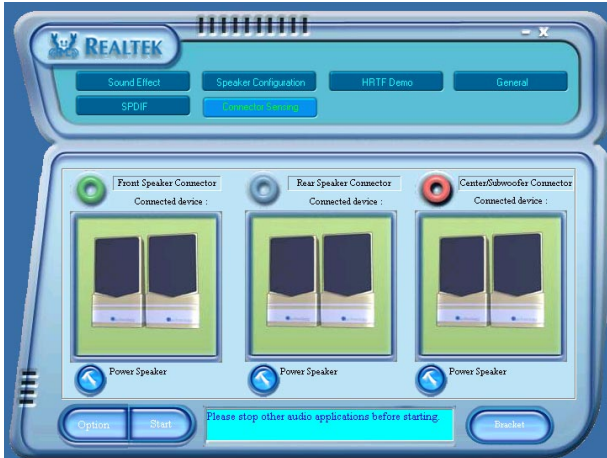 REALTEK
- X
Sound Effect
Speaker Configuration
HRTF Demo
General
SPDIF
Connector Sensing
Front Speaker Connector
Rear Speaker Connector
Center/Subwoofer Connector
Connected device :
Connected device :
Connected device :
Power Speaker
Power Speaker
Power Speaker
Option
Start
Please stop other audio applications before starting.
Bracket